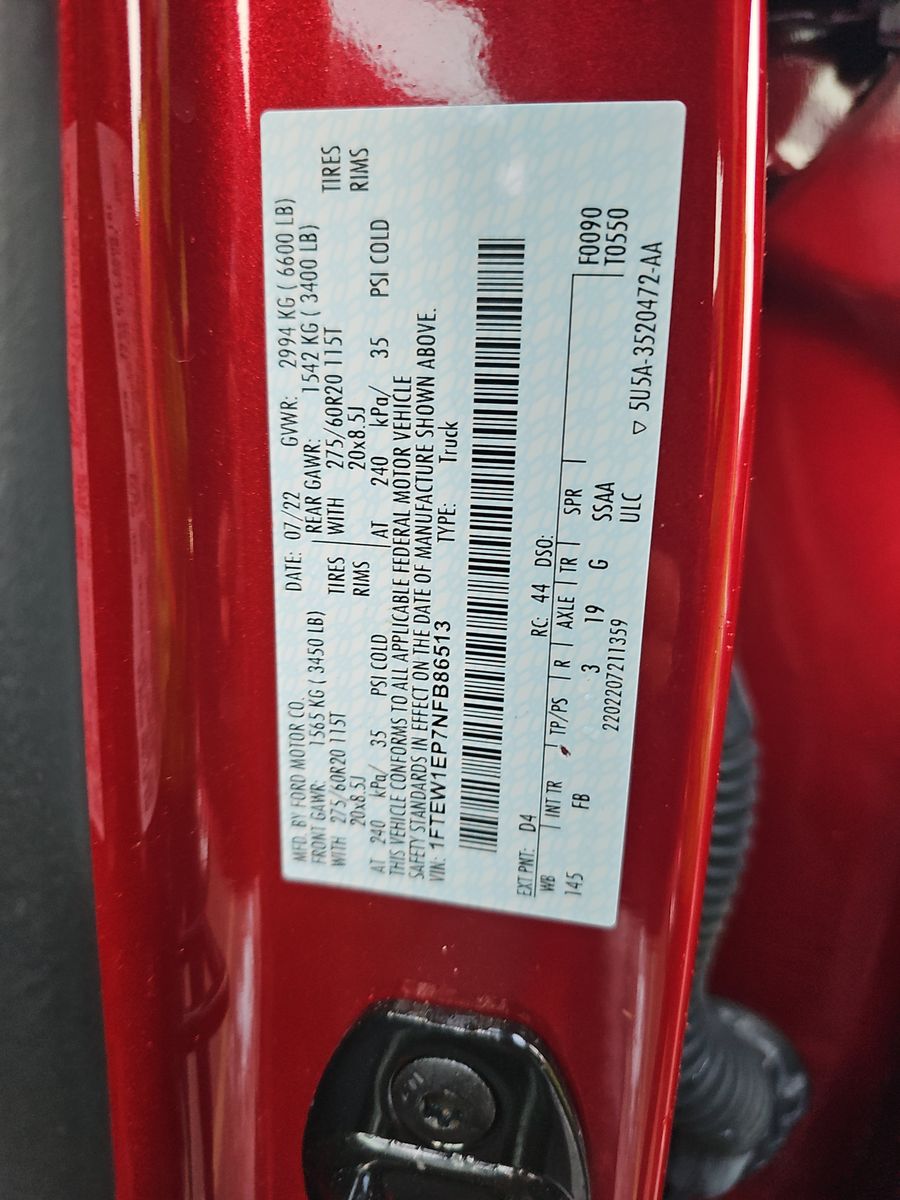 MFD. BY FORD MOTOR CO. DATE: 07/22 GVWR: 2994 KG ( 6600 LB)
FRONT GAWR: 1565 KG ( 3450 LB) REAR GAWR: 1542 KG ( 3400 LB)
WITH 275/60R20 115T TIRES WITH 275/60R20 115T TIRES
20x8.5J RIMS 20x8.5J RIMS
AT 240 kPa/ 35 PSI COLD AT 240 kPa/ 35 PSI COLD
THIS VEHICLE CONFORMS TO ALL APPLICABLE FEDERAL MOTOR VEHICLE
SAFETY STANDARDS IN EFFECT ON THE DATE OF MANUFACTURE SHOWN ABOVE.
VIN: 1FTEW1EP7NFB86513 TYPE: Truck
EXT PNT: D4 RC: 44 DSO:
WB INT TR TP/PS R AXLE TR SPR F0090
145 FB 3 19 G SSAA T0550
2202207211359 ULC
▽ 5U5A-3520472-AA